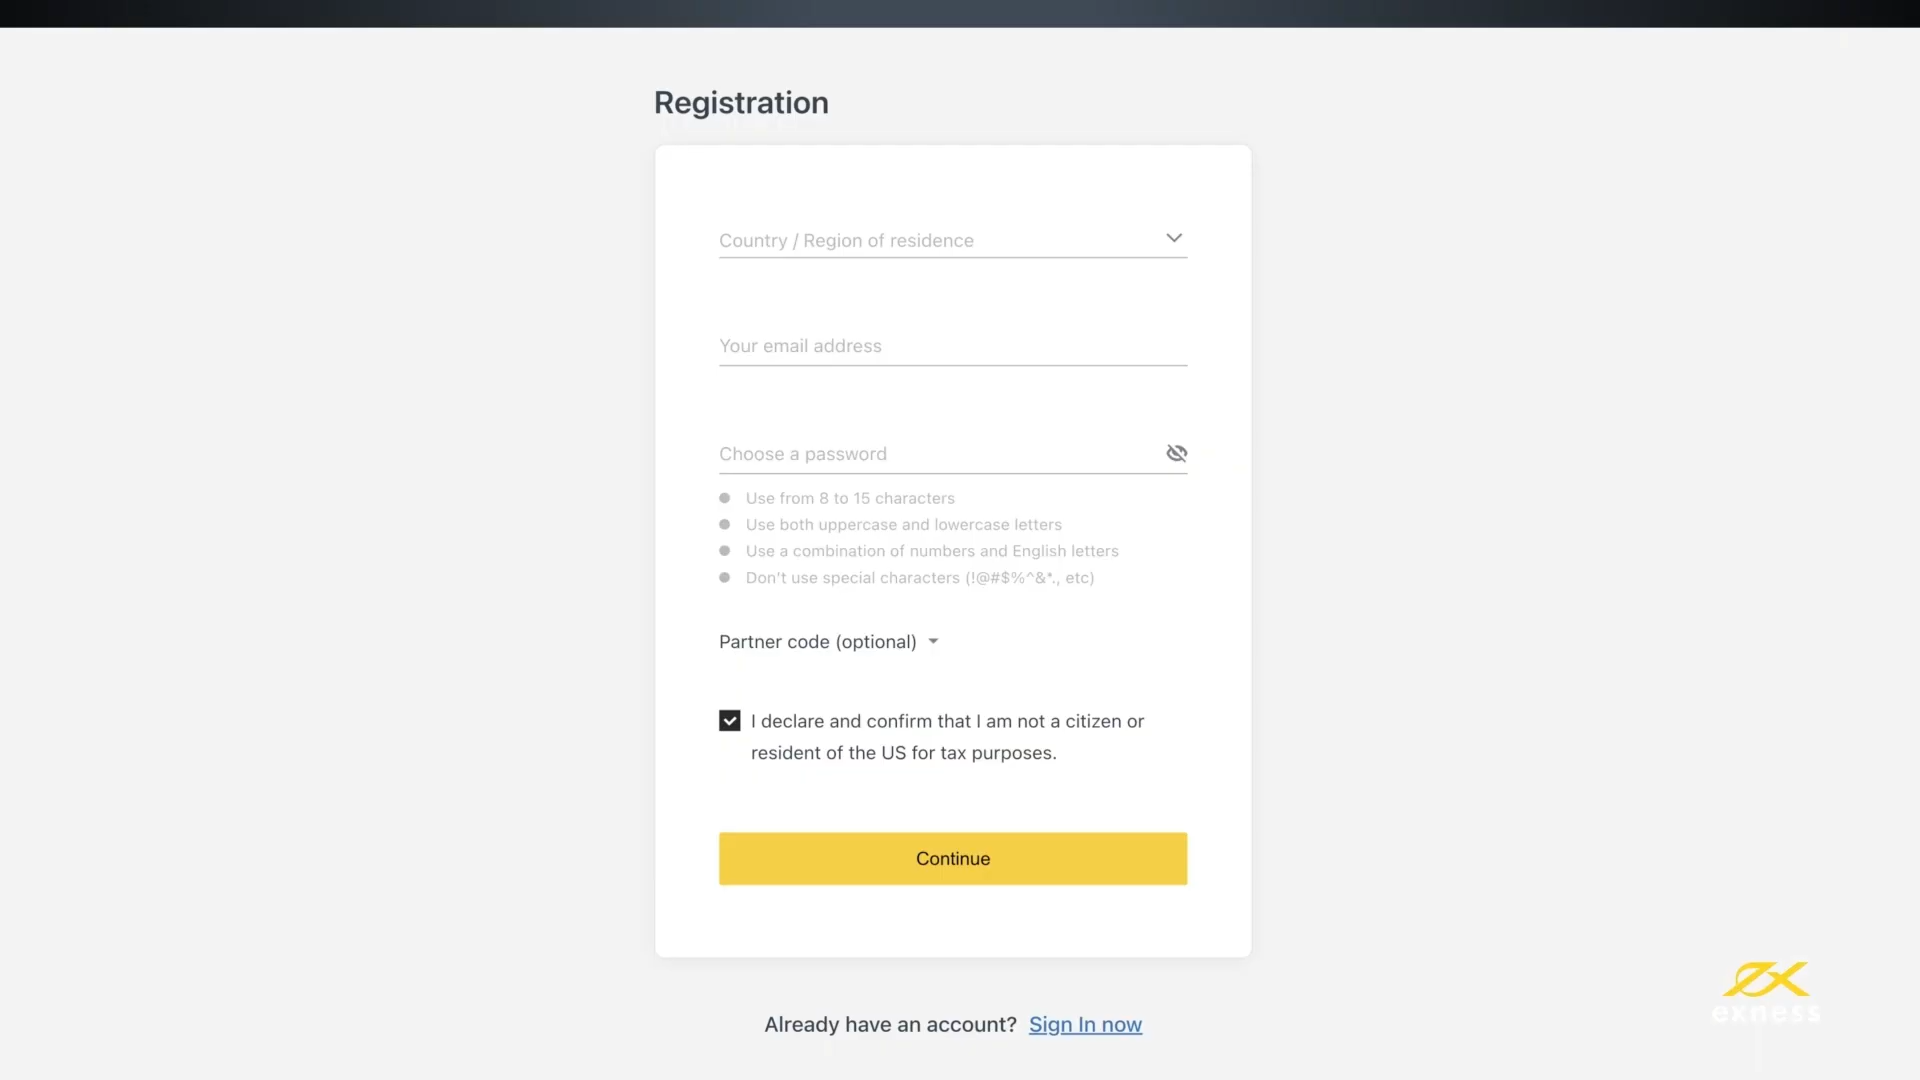 Registration
Country / Region of residence
Your email address
Choose a password
Use from 8 to 15 characters
Use both uppercase and lowercase letters
Use a combination of numbers and English letters
Don't use special characters (!@#$%^&*., etc)
Partner code (optional)
I declare and confirm that I am not a citizen or
resident of the US for tax purposes.
Continue
Already have an account? Sign In now
exness